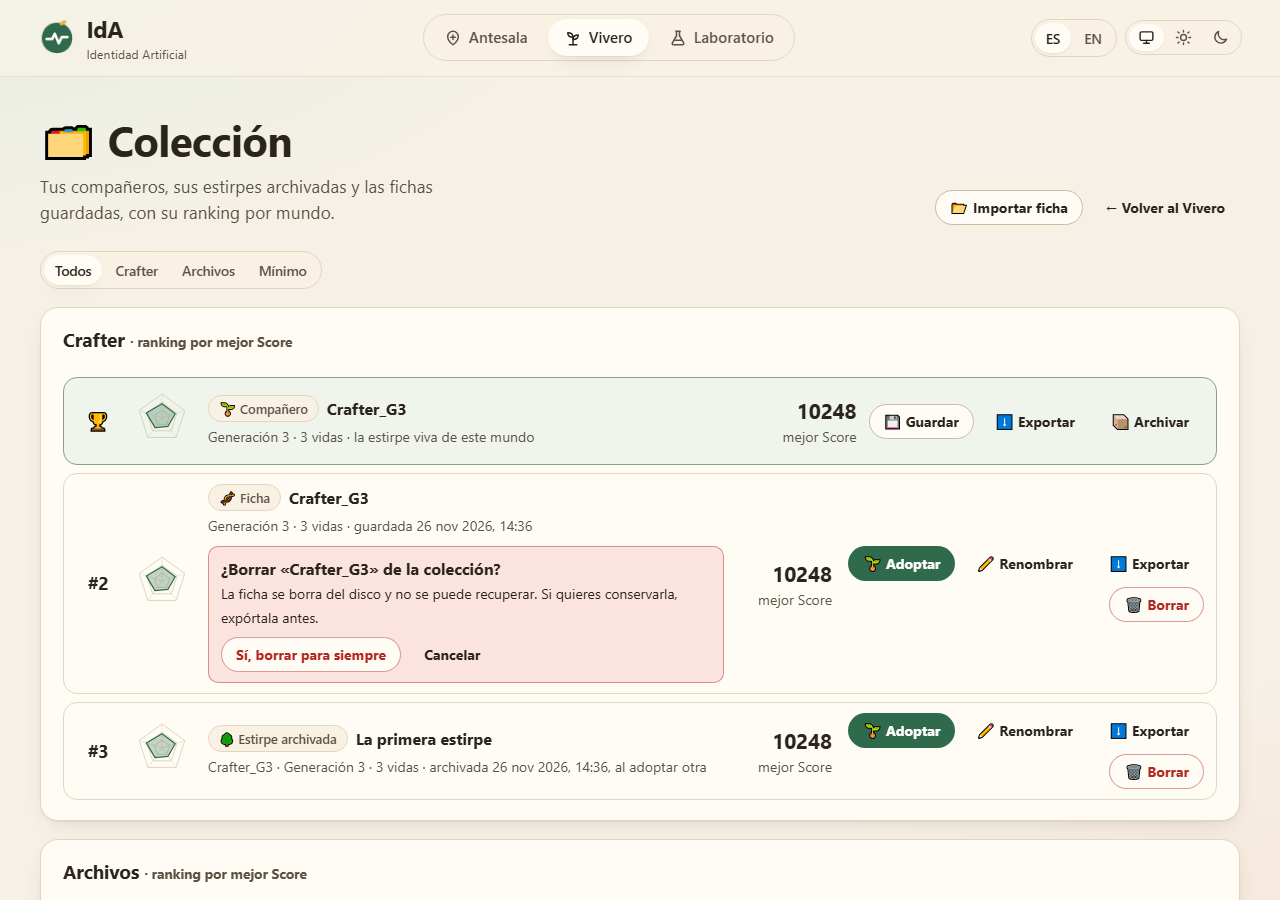 IdA
Identidad Artificial
Antesala
Vivero
Laboratorio
ES
EN
Colección
Tus compañeros, sus estirpes archivadas y las fichas
guardadas, con su ranking por mundo.
Importar ficha
← Volver al Vivero
Todos
Crafter
Archivos
Mínimo
Crafter · ranking por mejor Score
Compañero
Crafter_G3
Generación 3 · 3 vidas · la estirpe viva de este mundo
10248
mejor Score
Guardar
Exportar
Archivar
#2
Ficha
Crafter_G3
Generación 3 · 3 vidas · guardada 26 nov 2026, 14:36
¿Borrar «Crafter_G3» de la colección?
La ficha se borra del disco y no se puede recuperar. Si quieres conservarla,
expórtala antes.
Sí, borrar para siempre
Cancelar
10248
mejor Score
Adoptar
Renombrar
Exportar
Borrar
#3
Estirpe archivada
La primera estirpe
Crafter_G3 · Generación 3 · 3 vidas · archivada 26 nov 2026, 14:36, al adoptar otra
10248
mejor Score
Adoptar
Renombrar
Exportar
Borrar
Archivos · ranking por mejor Score